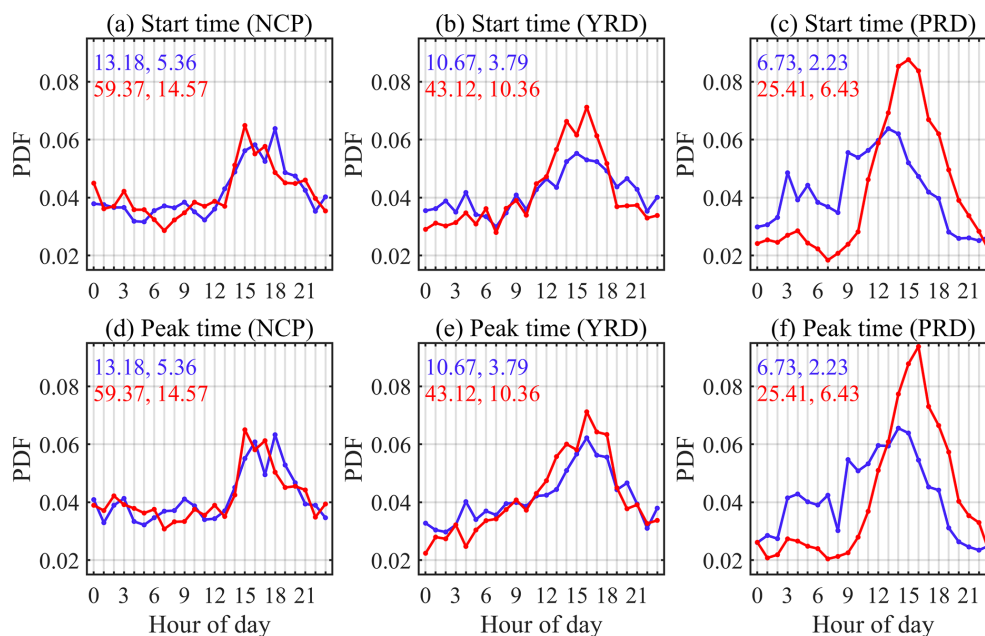 (a) Start time (NCP)
(b) Start time (YRD)
(c) Start time (PRD)
13.18, 5.36
59.37, 14.57
10.67, 3.79
43.12, 10.36
6.73, 2.23
25.41, 6.43
PDF
0.08
0.06
0.04
0.02
0 3 6 9 12 15 18 21
PDF
0.08
0.06
0.04
0.02
0 3 6 9 12 15 18 21
PDF
0.08
0.06
0.04
0.02
0 3 6 9 12 15 18 21
(d) Peak time (NCP)
(e) Peak time (YRD)
(f) Peak time (PRD)
13.18, 5.36
59.37, 14.57
10.67, 3.79
43.12, 10.36
6.73, 2.23
25.41, 6.43
PDF
0.08
0.06
0.04
0.02
0 3 6 9 12 15 18 21
Hour of day
PDF
0.08
0.06
0.04
0.02
0 3 6 9 12 15 18 21
Hour of day
PDF
0.08
0.06
0.04
0.02
0 3 6 9 12 15 18 21
Hour of day